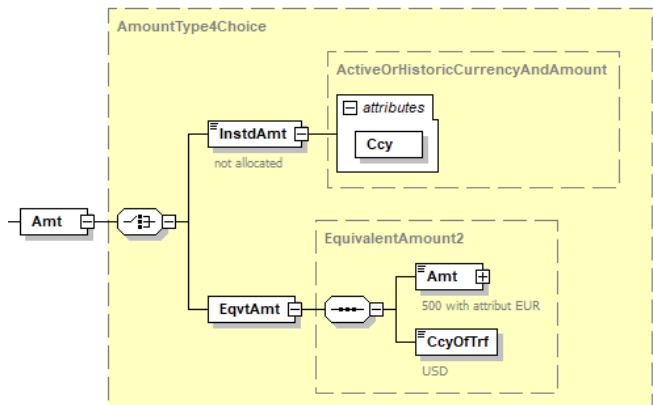 AmountType4Choice
ActiveOrHistoricCurrencyAndAmount
attributes
InstdAmt
Ccy
not allocated
Amt
EquivalentAmount2
Amt
500 with attribut EUR
EqvtAmt
CcyOfTrf
USD